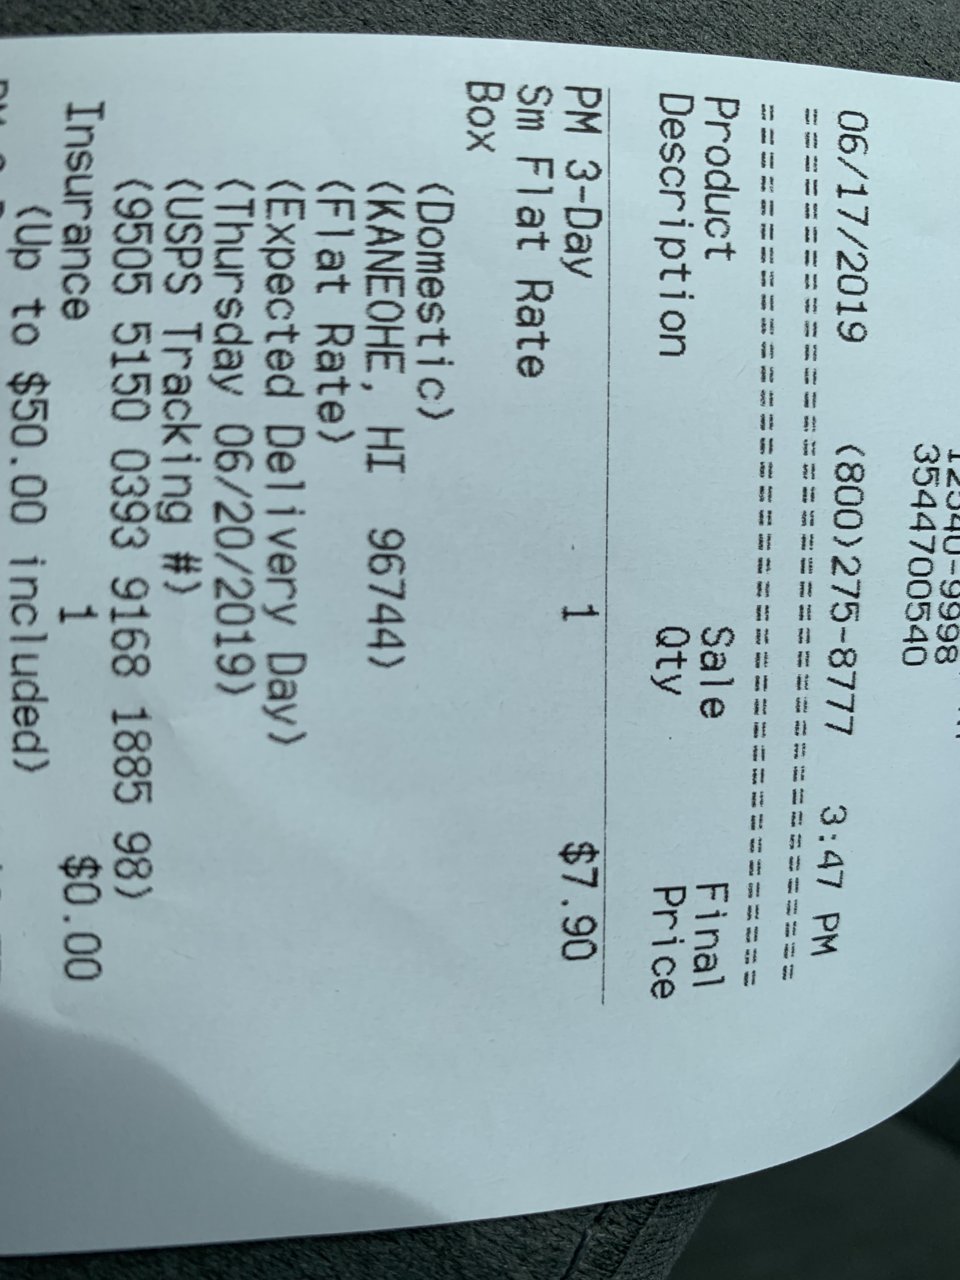 3544700540
06/17/2019 (800)275-8777 3:47 PM
========================================
========================================
Product Sale Final
Description Qty Price
PM 3-Day 1 $7.90
Sm Flat Rate
Box
(Domestic)
(KANEOHE, HI 96744)
(Flat Rate)
(Expected Delivery Day)
(Thursday 06/20/2019)
(USPS Tracking #)
(9505 5150 0393 9168 1885 98)
Insurance 1 $0.00
(Up to $50.00 included)